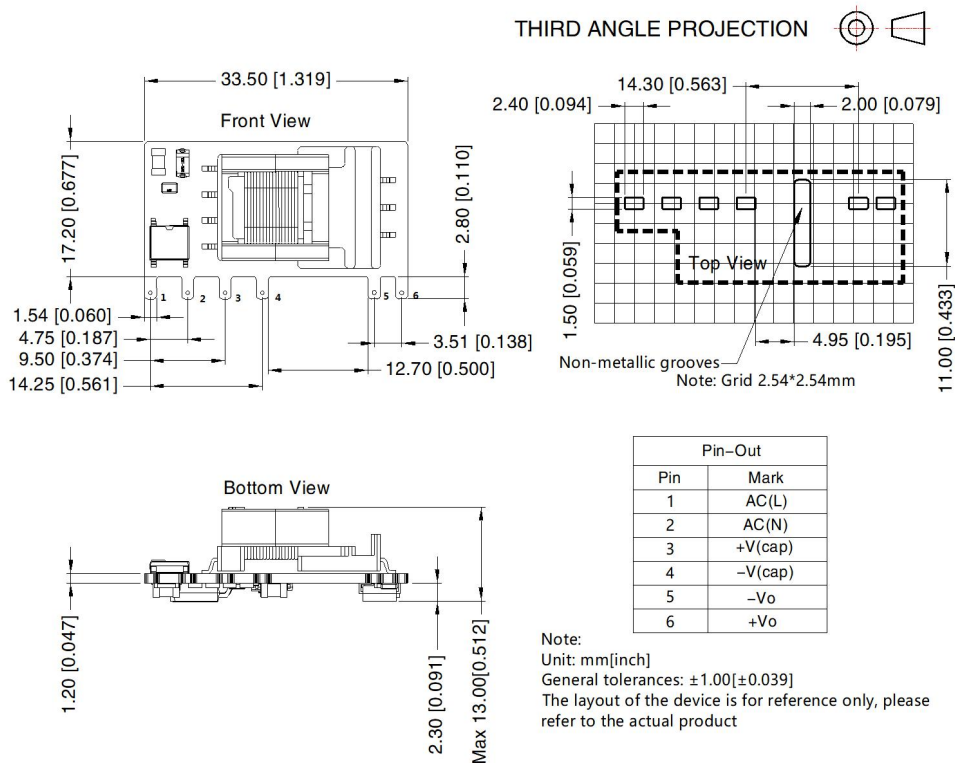 THIRD ANGLE PROJECTION
33.50 [1.319]
Front View
17.20 [0.677]
2.80 [0.110]
1 2 3 4 5 6
1.54 [0.060]
4.75 [0.187]
9.50 [0.374]
14.25 [0.561]
3.51 [0.138]
12.70 [0.500]
14.30 [0.563]
2.40 [0.094]
2.00 [0.079]
Top View
1.50 [0.059]
4.95 [0.195]
11.00 [0.433]
Non-metallic grooves
Note: Grid 2.54*2.54mm
Bottom View
1.20 [0.047]
2.30 [0.091]
Max 13.00[0.512]
Pin-Out
Pin Mark
1 AC(L)
2 AC(N)
3 +V(cap)
4 -V(cap)
5 -Vo
6 +Vo
Note:
Unit: mm[inch]
General tolerances: ±1.00[±0.039]
The layout of the device is for reference only, please
refer to the actual product